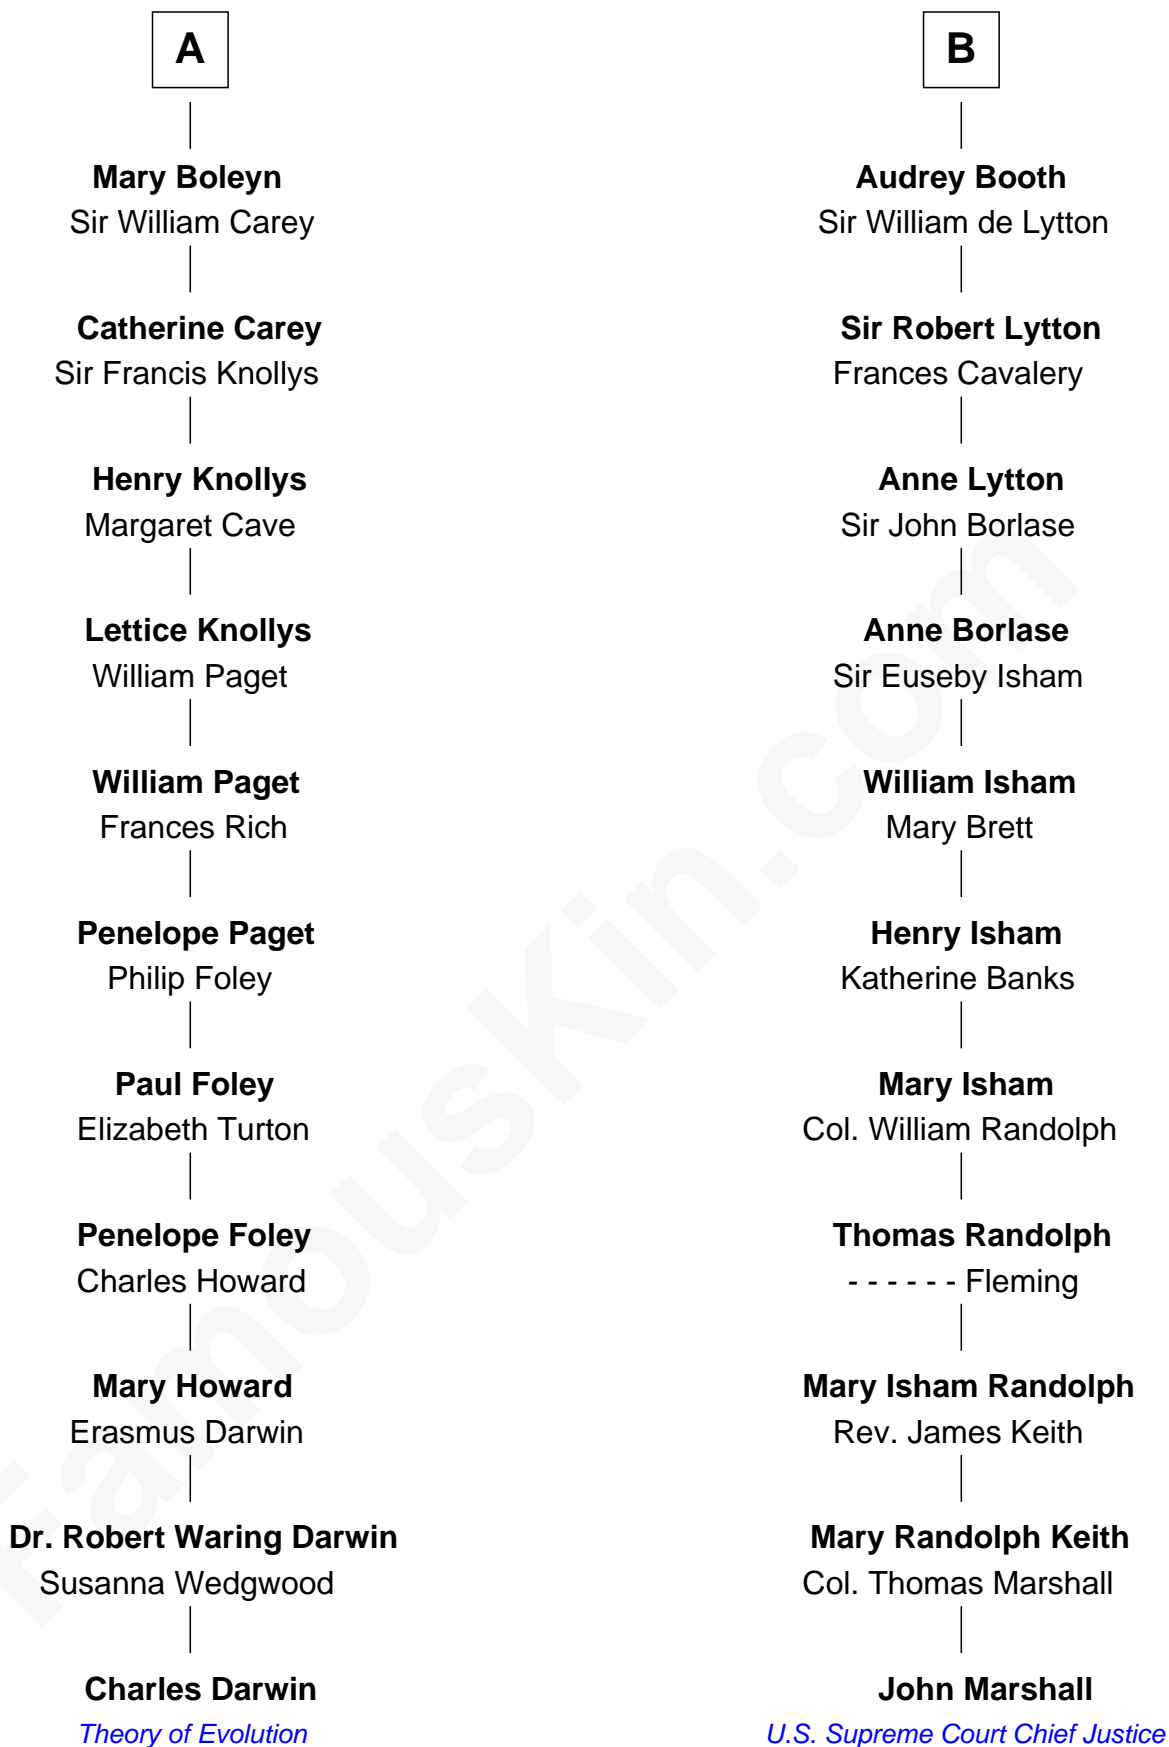 A
Mary Boleyn
Sir William Carey
Catherine Carey
Sir Francis Knollys
Henry Knollys
Margaret Cave
Lettice Knollys
William Paget
William Paget
Frances Rich
Penelope Paget
Philip Foley
Paul Foley
Elizabeth Turton
Penelope Foley
Charles Howard
Mary Howard
Erasmus Darwin
Dr. Robert Waring Darwin
Susanna Wedgwood
Charles Darwin
Theory of Evolution
B
Audrey Booth
Sir William de Lytton
Sir Robert Lytton
Frances Cavalery
Anne Lytton
Sir John Borlase
Anne Borlase
Sir Euseby Isham
William Isham
Mary Brett
Henry Isham
Katherine Banks
Mary Isham
Col. William Randolph
Thomas Randolph
- - - - - - Fleming
Mary Isham Randolph
Rev. James Keith
Mary Randolph Keith
Col. Thomas Marshall
John Marshall
U.S. Supreme Court Chief Justice
FamousKin.com